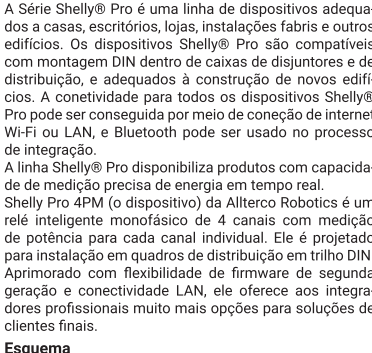 A Série Shelly® Pro é uma linha de dispositivos adequa-
dos a casas, escritórios, lojas, instalações fabris e outros
edifícios. Os dispositivos Shelly® Pro são compatíveis
com montagem DIN dentro de caixas de disjuntores e de
distribuição, e adequados à construção de novos edifí-
cios. A conetividade para todos os dispositivos Shelly®
Pro pode ser conseguida por meio de coneção de internet
Wi-Fi ou LAN, e Bluetooth pode ser usado no processo
de integração.
A linha Shelly® Pro disponibiliza produtos com capacida-
de de medição precisa de energia em tempo real.
Shelly Pro 4PM (o dispositivo) da Allterco Robotics é um
relé inteligente monofásico de 4 canais com medição
de potência para cada canal individual. Ele é projetado
para instalação em quadros de distribuição em trilho DIN.
Aprimorado com flexibilidade de firmware de segunda
geração e conectividade LAN, ele oferece aos integra-
dores profissionais muito mais opções para soluções de
clientes finais.
Esquema